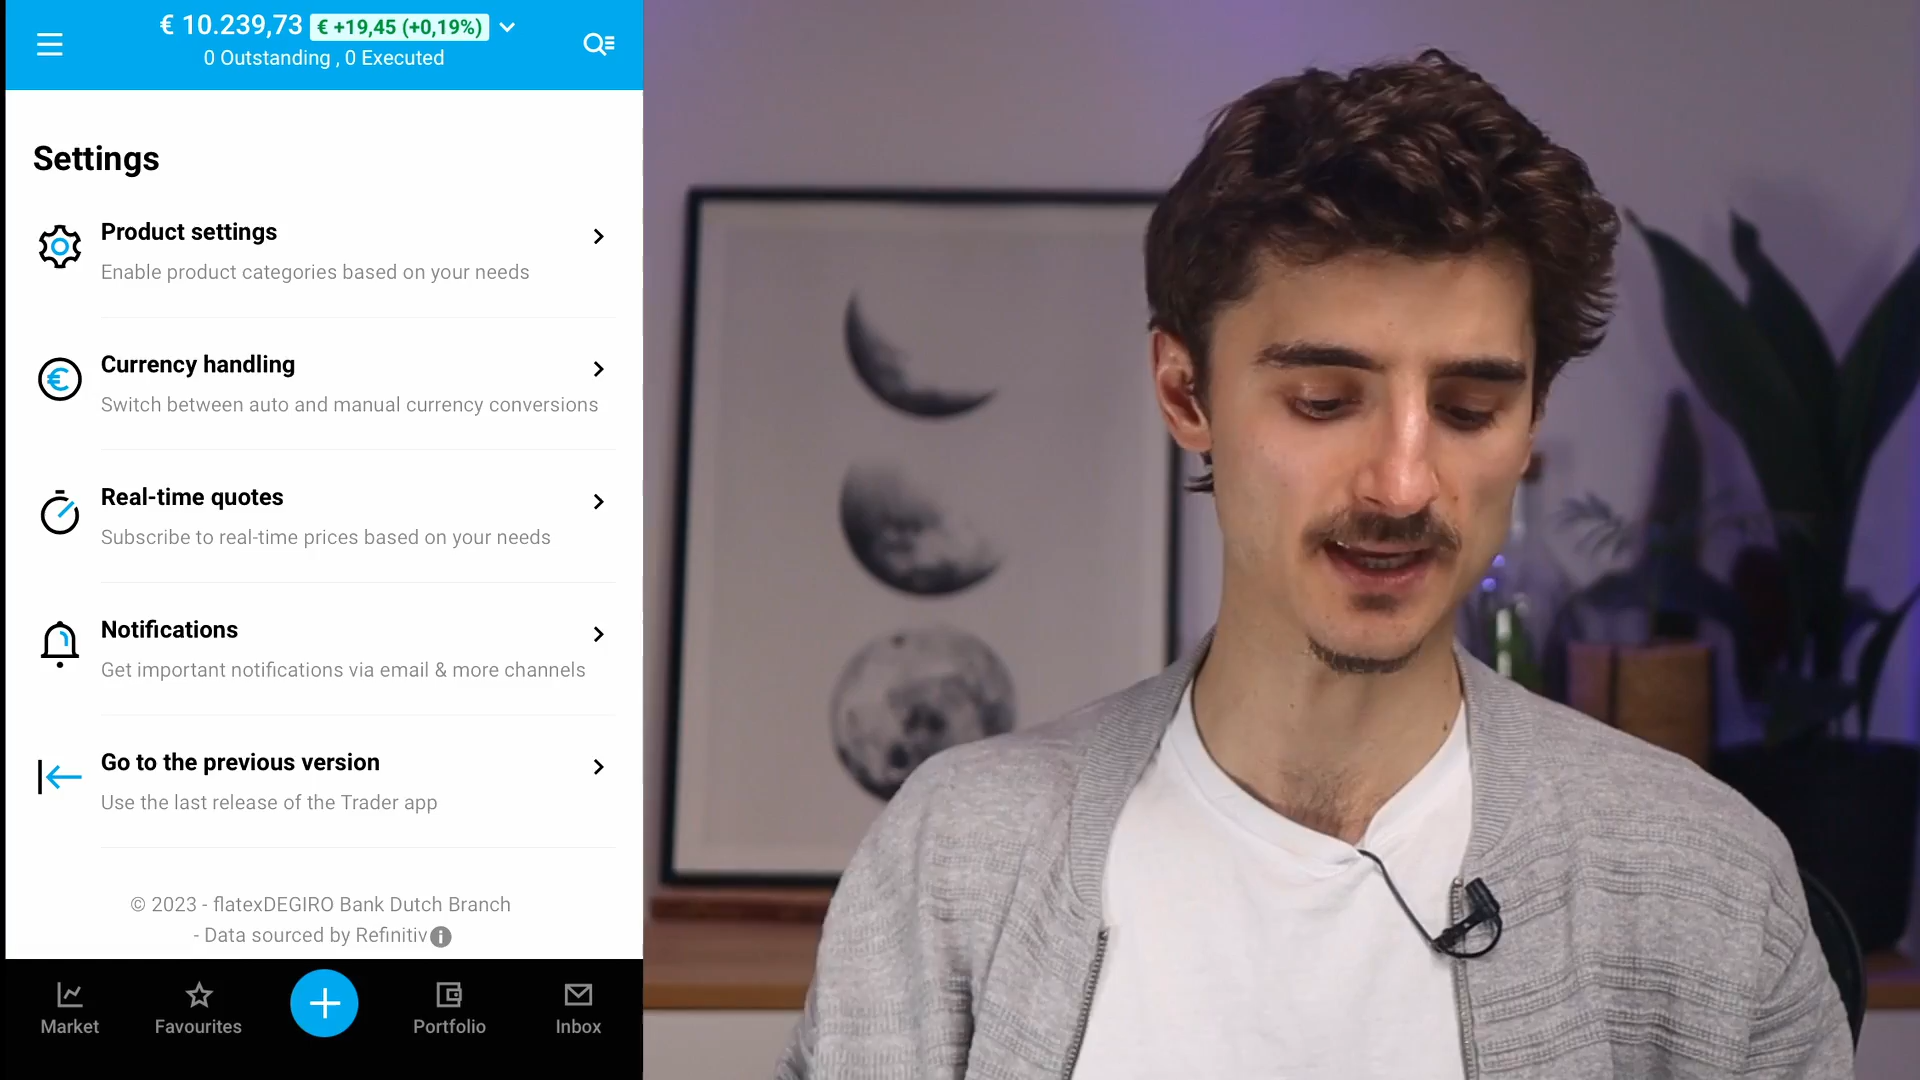 € 10.239,73 € +19,45 (+0,19%)
0 Outstanding , 0 Executed
Settings
Product settings
Enable product categories based on your needs
Currency handling
Switch between auto and manual currency conversions
Real-time quotes
Subscribe to real-time prices based on your needs
Notifications
Get important notifications via email & more channels
Go to the previous version
Use the last release of the Trader app
© 2023 - flatexDEGIRO Bank Dutch Branch
- Data sourced by Refinitiv
Market Favourites Portfolio Inbox